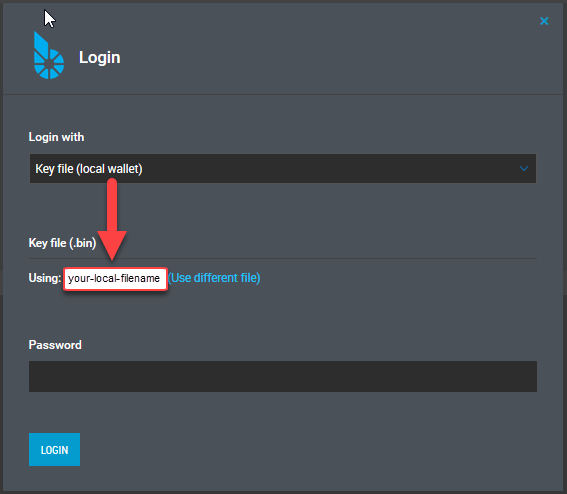 Login
Login with
Key file (local wallet)
Key file (.bin)
Using: your-local-filename (Use different file)
Password
LOGIN